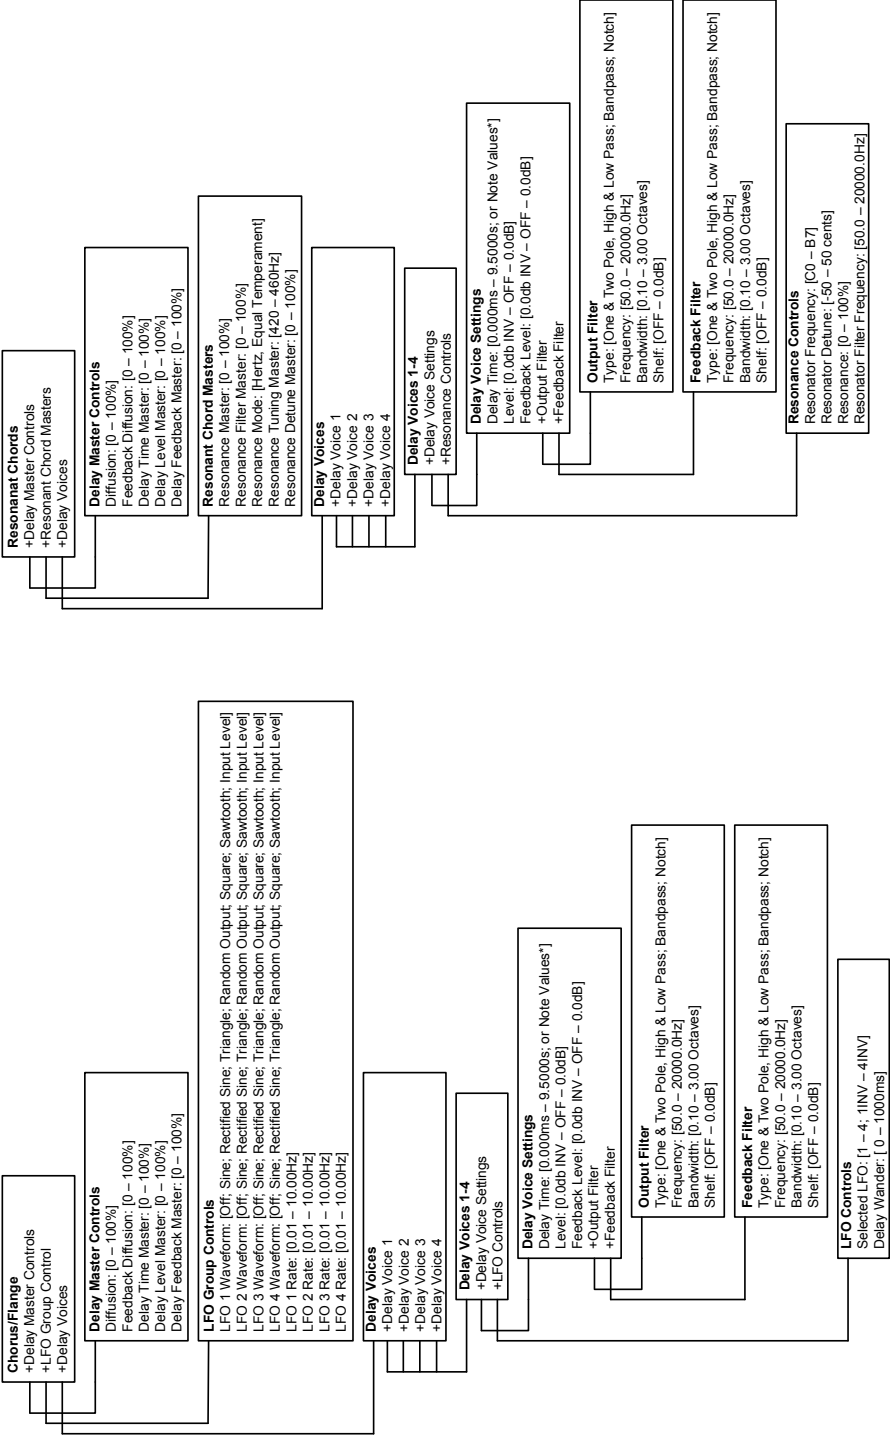 Chorus/Flange
+Delay Master Controls
+LFO Group Control
+Delay Voices
Delay Master Controls
Diffusion: [0 – 100%]
Feedback Diffusion: [0 – 100%]
Delay Time Master: [0 – 100%]
Delay Level Master: [0 – 100%]
Delay Feedback Master: [0 – 100%]
LFO Group Controls
LFO 1 Waveform: [Off; Sine; Rectified Sine; Triangle; Random Output; Square; Sawtooth; Input Level]
LFO 2 Waveform: [Off; Sine; Rectified Sine; Triangle; Random Output; Square; Sawtooth; Input Level]
LFO 3 Waveform: [Off; Sine; Rectified Sine; Triangle; Random Output; Square; Sawtooth; Input Level]
LFO 4 Waveform: [Off; Sine; Rectified Sine; Triangle; Random Output; Square; Sawtooth; Input Level]
LFO 1 Rate: [0.01 – 10.00Hz]
LFO 2 Rate: [0.01 – 10.00Hz]
LFO 3 Rate: [0.01 – 10.00Hz]
LFO 4 Rate: [0.01 – 10.00Hz]
Delay Voices
+Delay Voice 1
+Delay Voice 2
+Delay Voice 3
+Delay Voice 4
Delay Voices 1-4
+Delay Voice Settings
+LFO Controls
Delay Voice Settings
Delay Time: [0.000ms – 9.5000s; or Note Values*]
Level: [0.0db INV – OFF – 0.0dB]
Feedback Level: [0.0db INV – OFF – 0.0dB]
+Output Filter
+Feedback Filter
Output Filter
Type: [One & Two Pole, High & Low Pass; Bandpass; Notch]
Frequency: [50.0 – 20000.0Hz]
Bandwidth: [0.10 – 3.00 Octaves]
Shelf: [OFF – 0.0dB]
Feedback Filter
Type: [One & Two Pole, High & Low Pass; Bandpass; Notch]
Frequency: [50.0 – 20000.0Hz]
Bandwidth: [0.10 – 3.00 Octaves]
Shelf: [OFF – 0.0dB]
LFO Controls
Selected LFO: [1 – 4; 1INV – 4INV]
Delay Wander: [ 0 – 1000ms]
Resonanat Chords
+Delay Master Controls
+Resonant Chord Masters
+Delay Voices
Delay Master Controls
Diffusion: [0 – 100%]
Feedback Diffusion: [0 – 100%]
Delay Time Master: [0 – 100%]
Delay Level Master: [0 – 100%]
Delay Feedback Master: [0 – 100%]
Resonant Chord Masters
Resonance Master: [0 – 100%]
Resonance Filter Master: [0 – 100%]
Resonance Mode: [Hertz, Equal Temperament]
Resonance Tuning Master: [420 – 460Hz]
Resonance Detune Master: [0 – 100%]
Delay Voices
+Delay Voice 1
+Delay Voice 2
+Delay Voice 3
+Delay Voice 4
Delay Voices 1-4
+Delay Voice Settings
+Resonance Controls
Delay Voice Settings
Delay Time: [0.000ms – 9.5000s; or Note Values*]
Level: [0.0db INV – OFF – 0.0dB]
Feedback Level: [0.0db INV – OFF – 0.0dB]
+Output Filter
+Feedback Filter
Output Filter
Type: [One & Two Pole, High & Low Pass; Bandpass; Notch]
Frequency: [50.0 – 20000.0Hz]
Bandwidth: [0.10 – 3.00 Octaves]
Shelf: [OFF – 0.0dB]
Feedback Filter
Type: [One & Two Pole, High & Low Pass; Bandpass; Notch]
Frequency: [50.0 – 20000.0Hz]
Bandwidth: [0.10 – 3.00 Octaves]
Shelf: [OFF – 0.0dB]
Resonance Controls
Resonator Frequency: [C0 – B7]
Resonator Detune: [-50 – 50 cents]
Resonance: [0 – 100%]
Resonator Filter Frequency: [50.0 – 20000.0Hz]